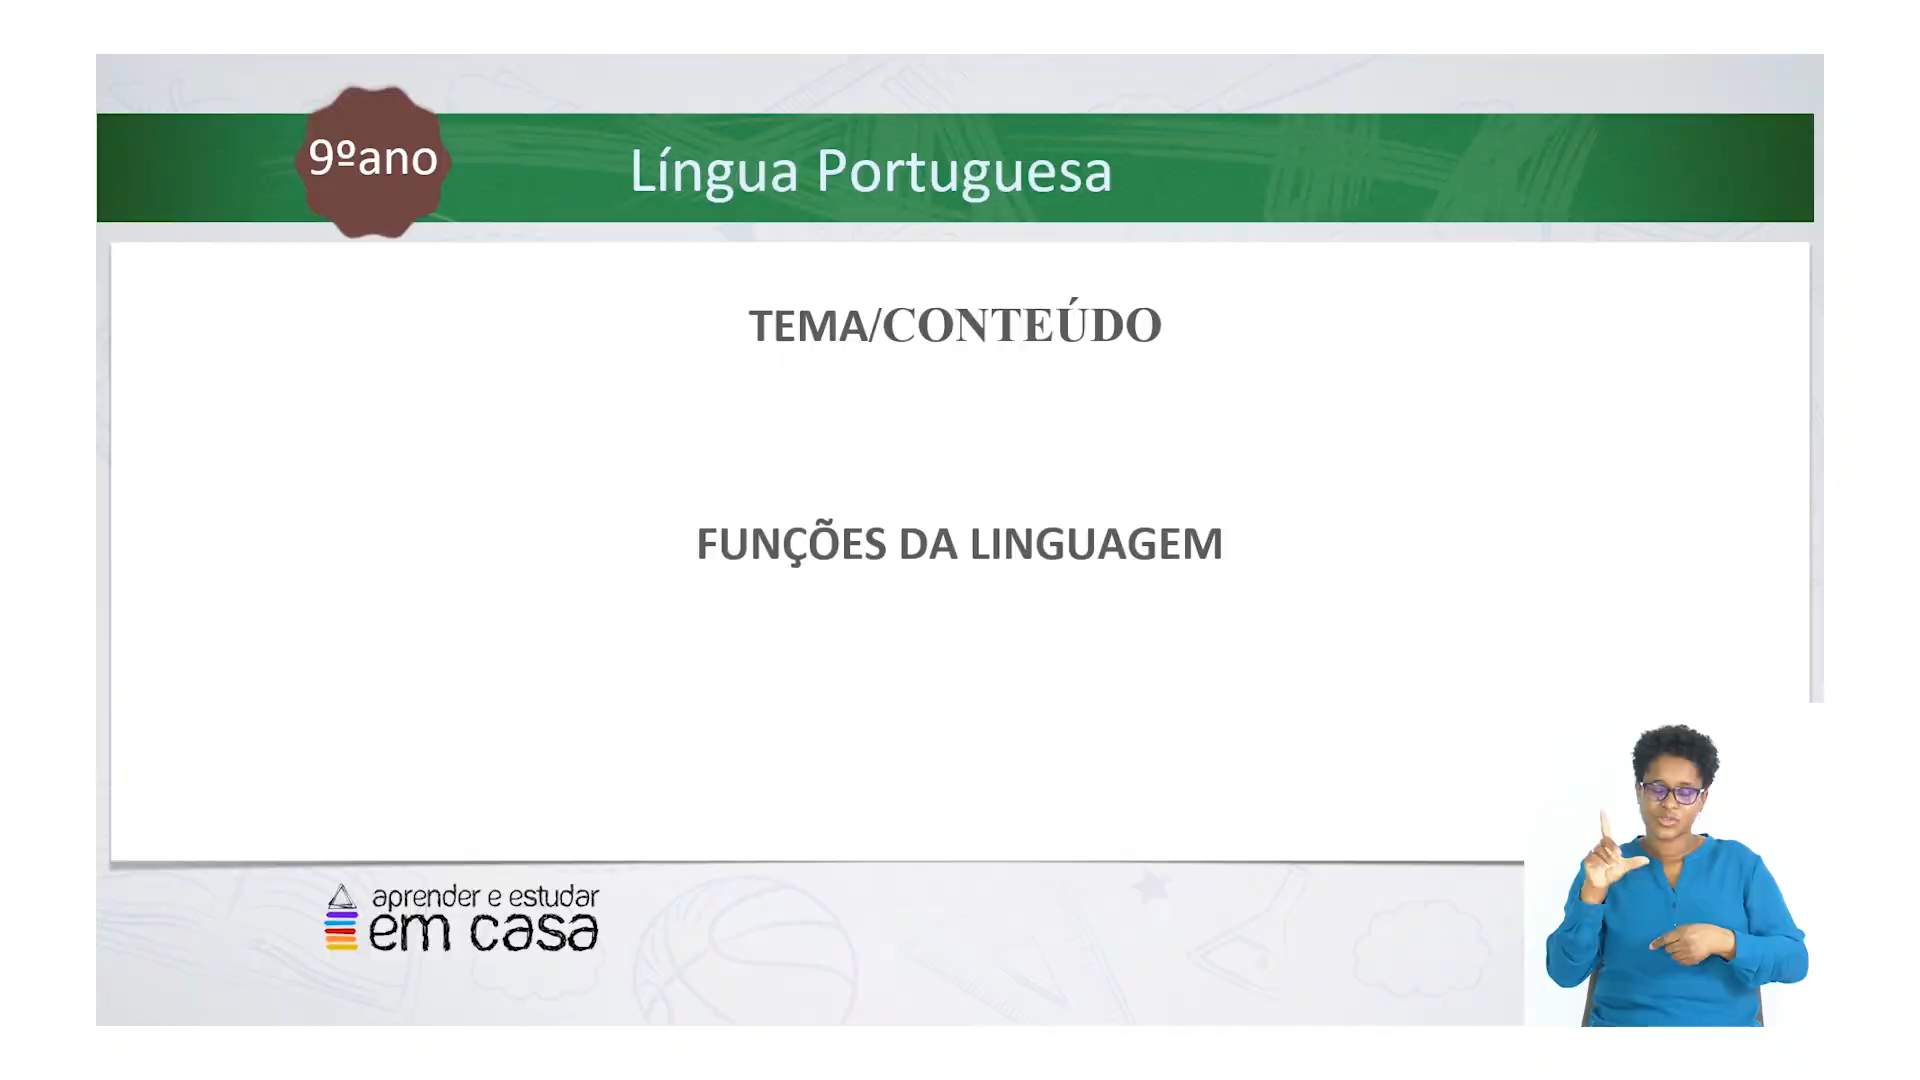 9ºano
Língua Portuguesa
TEMA/CONTEÚDO
FUNÇÕES DA LINGUAGEM
aprender e estudar
em casa